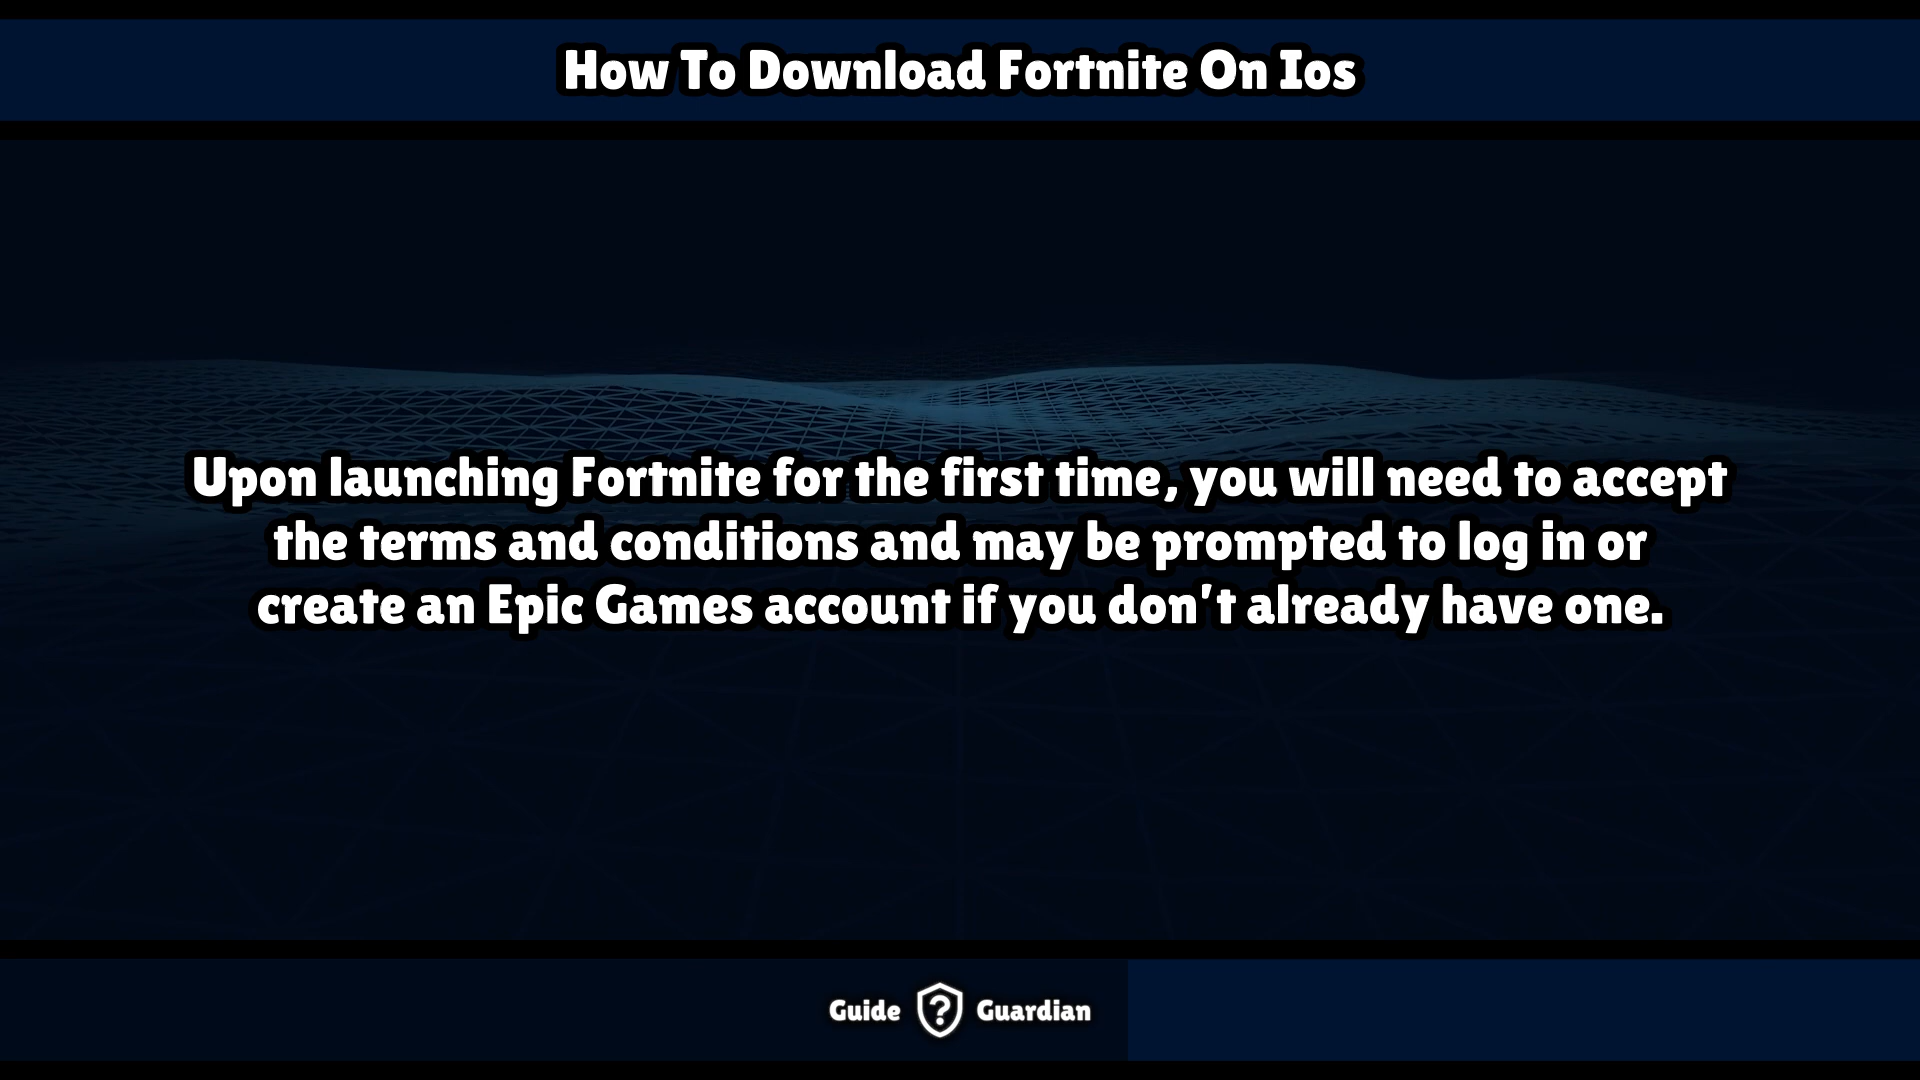 How To Download Fortnite On Ios
Upon launching Fortnite for the first time, you will need to accept
the terms and conditions and may be prompted to log in or
create an Epic Games account if you don't already have one.
Guide ? Guardian